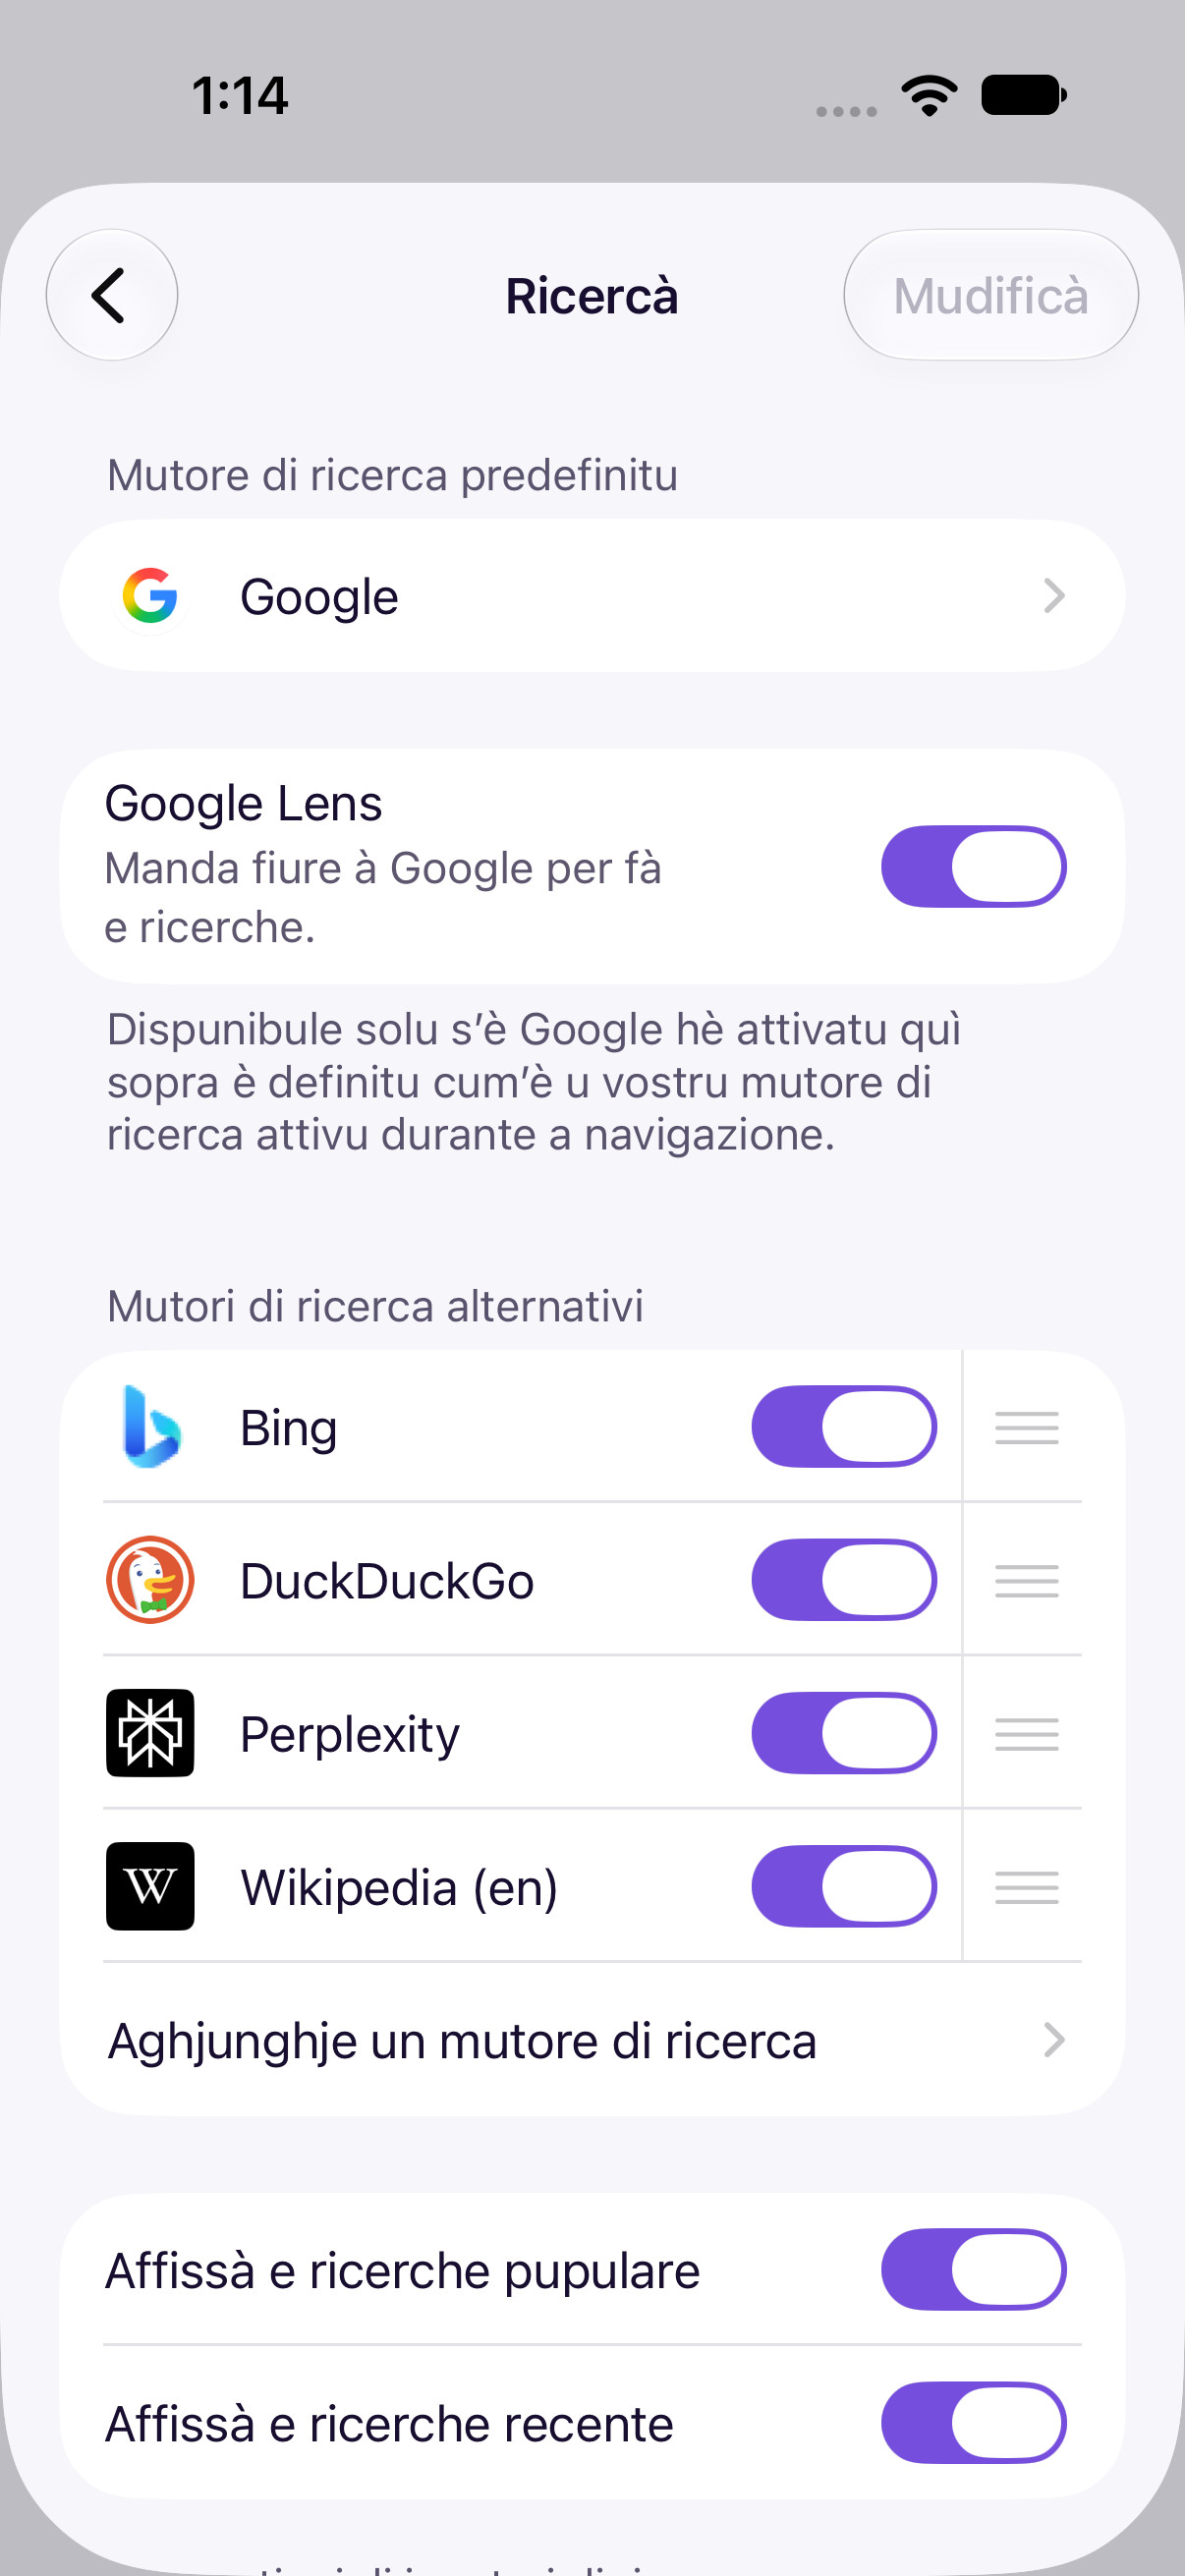 1:14
Ricercà
Mudificà
Mutore di ricerca predefinitu
Google
Google Lens
Manda fiure à Google per fà
e ricerche.
Dispunibule solu s’è Google hè attivatu quì
sopra è definitu cum’è u vostru mutore di
ricerca attivu durante a navigazione.
Mutori di ricerca alternativi
Bing
DuckDuckGo
Perplexity
W
Wikipedia (en)
Aghjunghje un mutore di ricerca
Affissà e ricerche pupulare
Affissà e ricerche recente